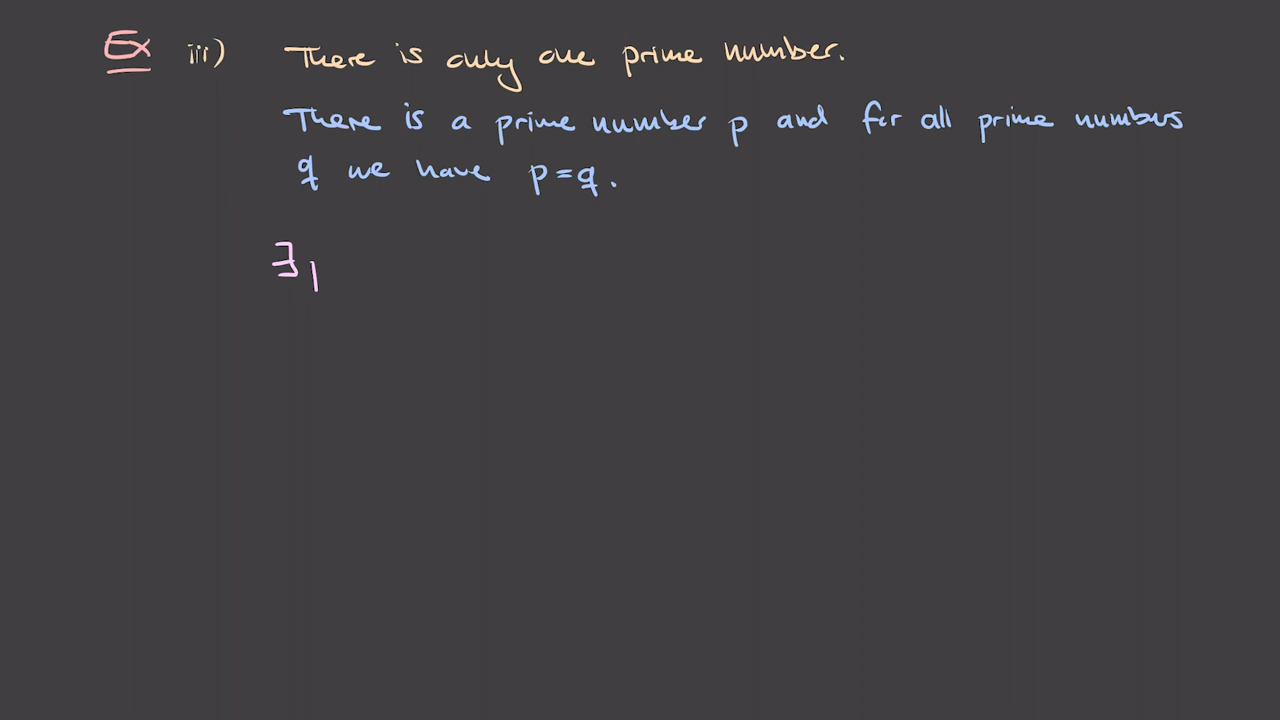 Ex iii) There is only one prime number.
There is a prime number p and for all prime numbers
q we have p=q.
∃